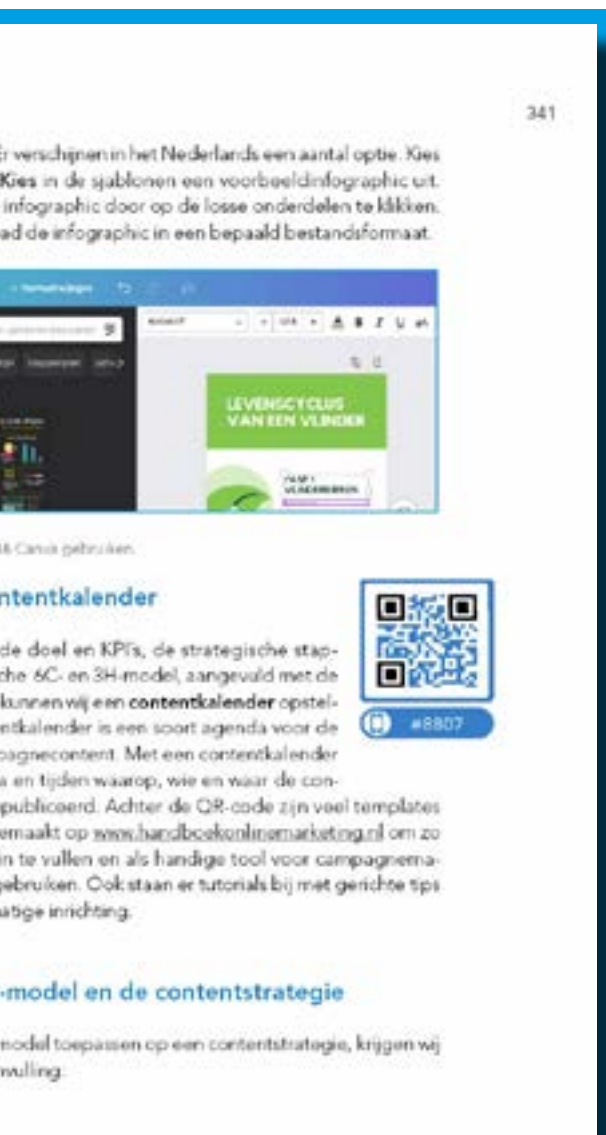 341
Er verschijnen in het Nederlands een aantal optie. Kies
Kies in de sjablonen een voorbeeldinfographic uit.
infographic door op de losse onderdelen te klikken.
ad de infographic in een bepaald bestandsformaat.
LEVENSCYCLUS
VAN EEN VLINDER
Canva gebruiken.
ntentkalender
de doel en KPI's, de strategische stap-
che 6C- en 3H-model, aangevuld met de
kunnen wij een contentkalender opstel-
entkalender is een soort agenda voor de
pagnecontent. Met een contentkalender
a en tijden waarop, wie en waar de con-
publiceerd. Achter de QR-code zijn veel templates
emaakt op www.handboekonlinemarketing.nl om zo
in te vullen en als handige tool voor campagnema-
gebruiken. Ook staan er tutorials bij met gerichte tips
atige inrichting.
#8807
-model en de contentstrategie
model toepassen op een contentstrategie, krijgen wij
nvulling.